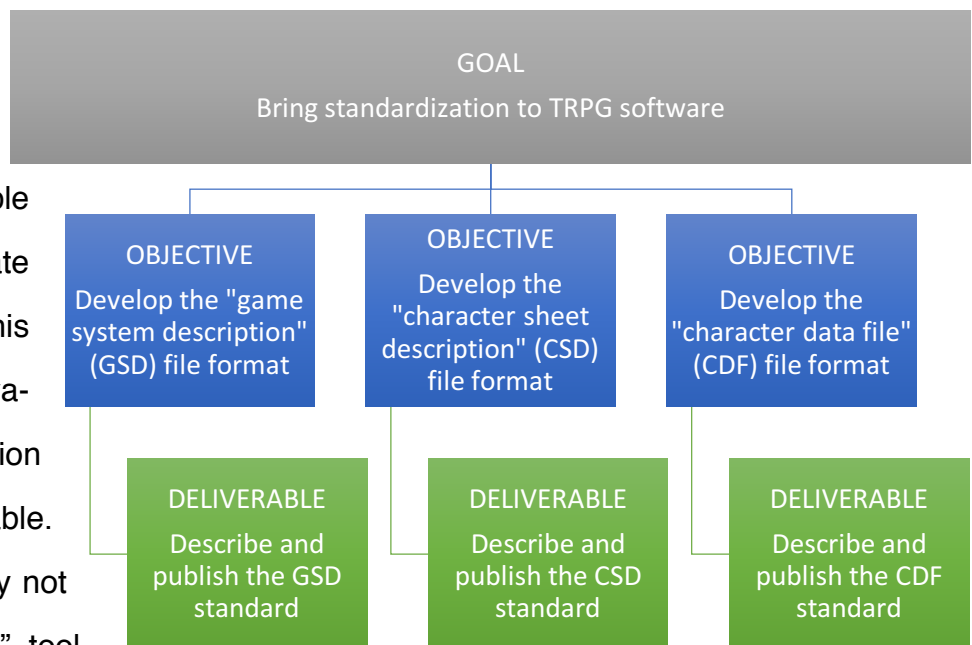 GOAL
Bring standardization to TRPG software
OBJECTIVE
Develop the "game
system description"
(GSD) file format
OBJECTIVE
Develop the
"character sheet
description" (CSD)
file format
OBJECTIVE
Develop the
"character data file"
(CDF) file format
DELIVERABLE
Describe and
publish the GSD
standard
DELIVERABLE
Describe and
publish the CSD
standard
DELIVERABLE
Describe and
publish the CDF
standard
not